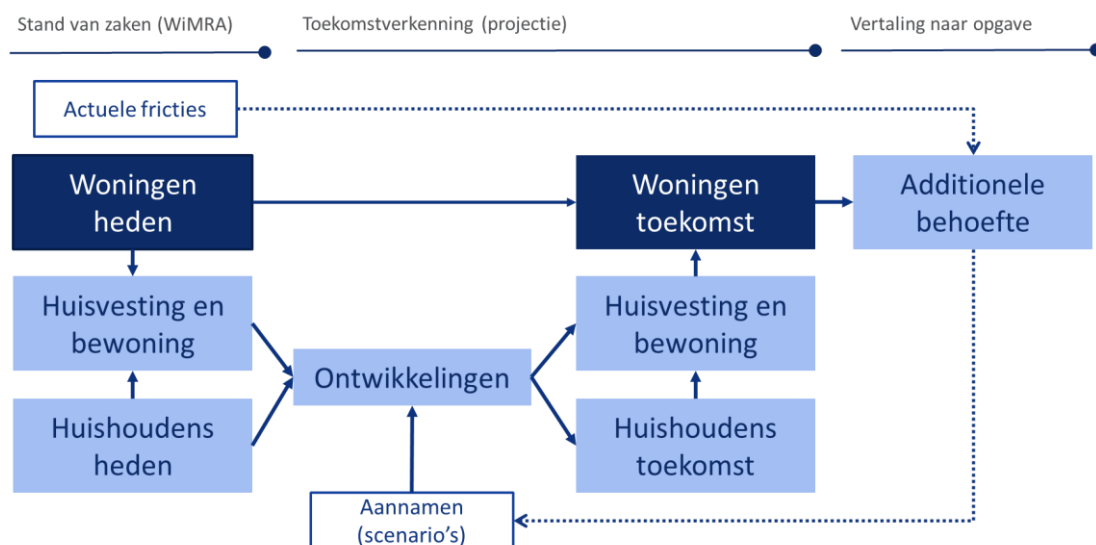 Stand van zaken (WiMRA)
Toekomstverkenning (projectie)
Vertaling naar opgave
Actuele fricties
Woningen
heden
Woningen
toekomst
Additionele
behoefte
Huisvesting en
bewoning
Huisvesting en
bewoning
Ontwikkelingen
Huishoudens
heden
Huishoudens
toekomst
Aannamen
(scenario's)